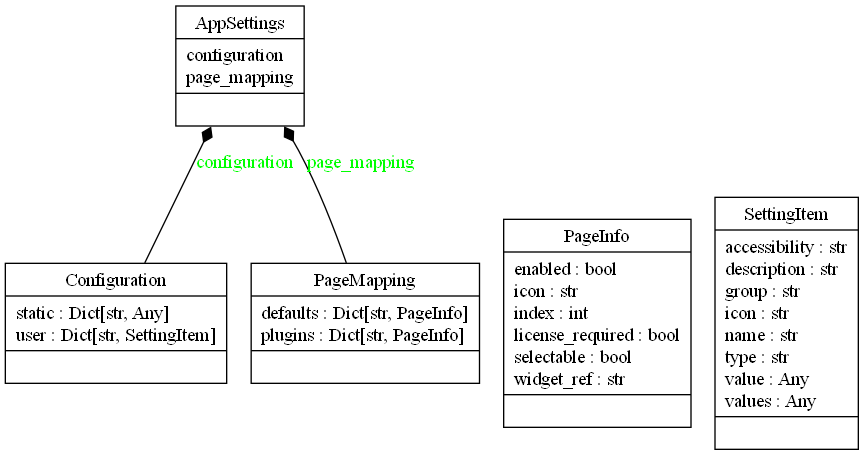 AppSettings
configuration
page_mapping
configuration
page_mapping
Configuration
static : Dict[str, Any]
user : Dict[str, SettingItem]
PageMapping
defaults : Dict[str, PageInfo]
plugins : Dict[str, PageInfo]
PageInfo
enabled : bool
icon : str
index : int
license_required : bool
selectable : bool
widget_ref : str
SettingItem
accessibility : str
description : str
group : str
icon : str
name : str
type : str
value : Any
values : Any